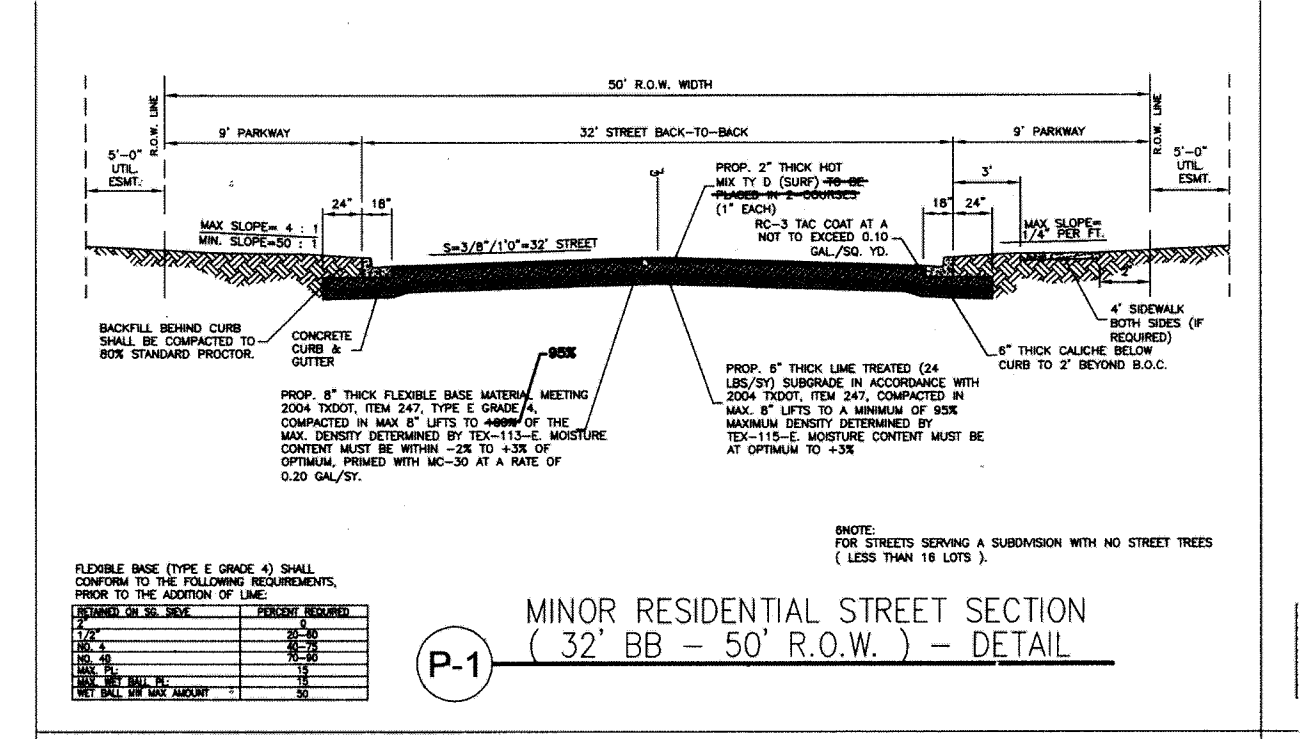 50' R.O.W. WIDTH
R.O.W. LINE
9' PARKWAY
32' STREET BACK-TO-BACK
9' PARKWAY
R.O.W. LINE
5'-0"
UTIL.
ESMT.
5'-0"
UTIL.
ESMT.
3'
24"
18"
18"
24"
PROP. 2" THICK HOT
MIX TY D (SURF) TO BE
PLACED IN 2-COURSES
(1" EACH)
RC-3 TAC COAT AT A
NOT TO EXCEED 0.10
GAL./SQ. YD.
MAX SLOPE= 4 : 1
MIN. SLOPE=50 : 1
S=3/8"/1'0"=32' STREET
MAX SLOPE=
1/4" PER FT.
2'
BACKFILL BEHIND CURB
SHALL BE COMPACTED TO
80% STANDARD PROCTOR.
CONCRETE
CURB &
GUTTER
4' SIDEWALK
BOTH SIDES (IF
REQUIRED)
6" THICK CALICHE BELOW
CURB TO 2' BEYOND B.O.C.
95%
PROP. 8" THICK FLEXIBLE BASE MATERIAL MEETING
2004 TXDOT, ITEM 247, TYPE E GRADE 4,
COMPACTED IN MAX 8" LIFTS TO OF THE
MAX. DENSITY DETERMINED BY TEX-113-E. MOISTURE
CONTENT MUST BE WITHIN -2% TO +3% OF
OPTIMUM, PRIMED WITH MC-30 AT A RATE OF
0.20 GAL/SY.
PROP. 6" THICK LIME TREATED (24
LBS/SY) SUBGRADE IN ACCORDANCE WITH
2004 TXDOT, ITEM 247, COMPACTED IN
MAX. 8" LIFTS TO A MINIMUM OF 95%
MAXIMUM DENSITY DETERMINED BY
TEX-115-E. MOISTURE CONTENT MUST BE
AT OPTIMUM TO +3%
6NOTE:
FOR STREETS SERVING A SUBDIVISION WITH NO STREET TREES
( LESS THAN 16 LOTS ).
FLEXIBLE BASE (TYPE E GRADE 4) SHALL
CONFORM TO THE FOLLOWING REQUIREMENTS,
PRIOR TO THE ADDITION OF LIME:
RETAINED ON SG. SIEVE PERCENT REQUIRED
2" 0
1/2" 20-60
NO. 4 40-75
NO. 40 70-90
MAX. PL: 15
MAX. WET BALL PL: 15
WET BALL MIN MAX AMOUNT 50
P-1
MINOR RESIDENTIAL STREET SECTION
( 32' BB - 50' R.O.W. ) - DETAIL